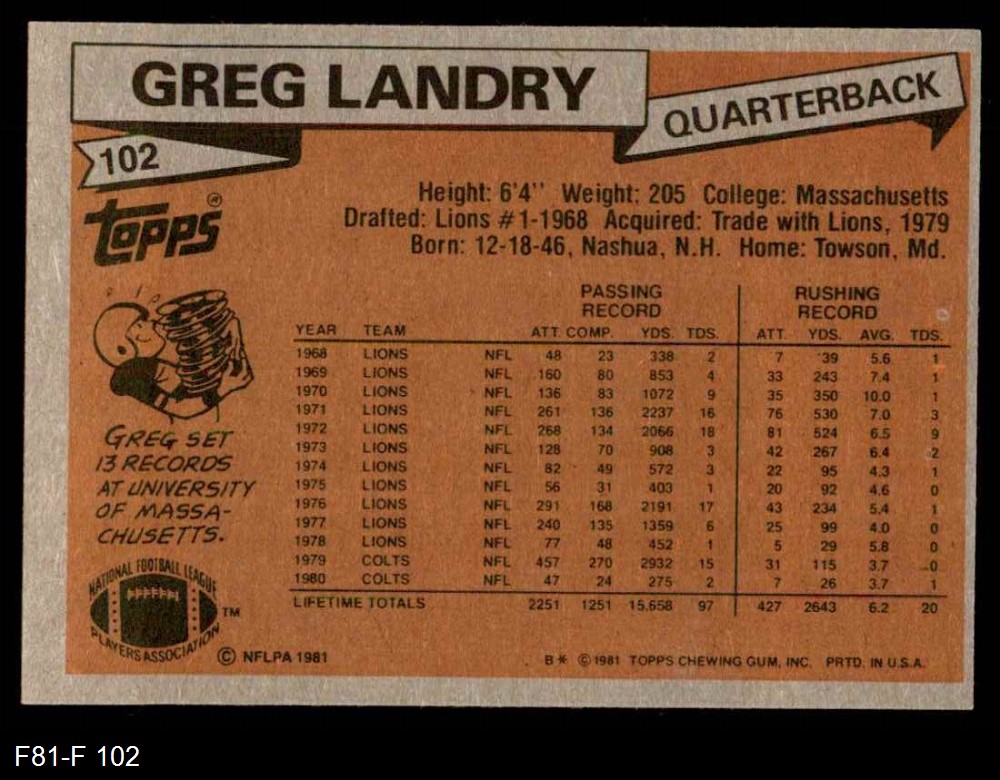 GREG LANDRY
QUARTERBACK
102
topps®
Height: 6'4'' Weight: 205 College: Massachusetts
Drafted: Lions #1-1968 Acquired: Trade with Lions, 1979
Born: 12-18-46, Nashua, N.H. Home: Towson, Md.
PASSING RECORD RUSHING RECORD
YEAR TEAM ATT. COMP. YDS. TDS. ATT. YDS. AVG. TDS.
1968 LIONS NFL 48 23 338 2 7 39 5.6 1
1969 LIONS NFL 160 80 853 4 33 243 7.4 1
1970 LIONS NFL 136 83 1072 9 35 350 10.0 1
1971 LIONS NFL 261 136 2237 16 76 530 7.0 3
1972 LIONS NFL 268 134 2066 18 81 524 6.5 9
1973 LIONS NFL 128 70 908 3 42 267 6.4 2
1974 LIONS NFL 82 49 572 3 22 95 4.3 1
1975 LIONS NFL 56 31 403 1 20 92 4.6 0
1976 LIONS NFL 291 168 2191 17 43 234 5.4 1
1977 LIONS NFL 240 135 1359 6 25 99 4.0 0
1978 LIONS NFL 77 48 452 1 5 29 5.8 0
1979 COLTS NFL 457 270 2932 15 31 115 3.7 0
1980 COLTS NFL 47 24 275 2 7 26 3.7 1
LIFETIME TOTALS 2251 1251 15,658 97 427 2643 6.2 20
GREG SET
13 RECORDS
AT UNIVERSITY
OF MASSA-
CHUSETTS.
NATIONAL FOOTBALL LEAGUE
PLAYERS ASSOCIATION
TM
© NFLPA 1981
B* © 1981 TOPPS CHEWING GUM, INC. PRTD. IN U.S.A.
F81-F 102